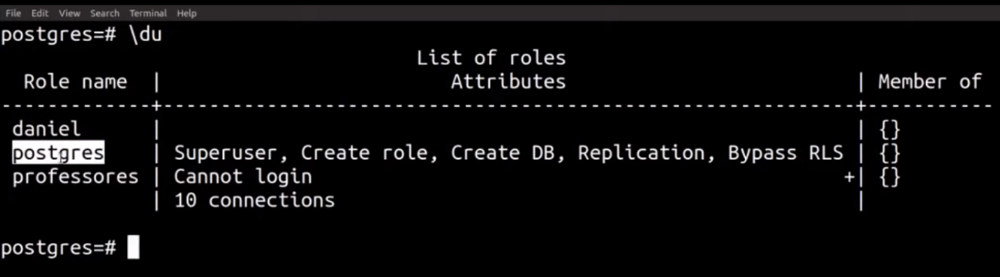 File Edit View Search Terminal Help
postgres=# \du
List of roles
Role name | Attributes | Member of
-------------+------------------------------------------------------------+-----------
daniel | | {}
postgres | Superuser, Create role, Create DB, Replication, Bypass RLS | {}
professores | Cannot login +| {}
| 10 connections |
postgres=#